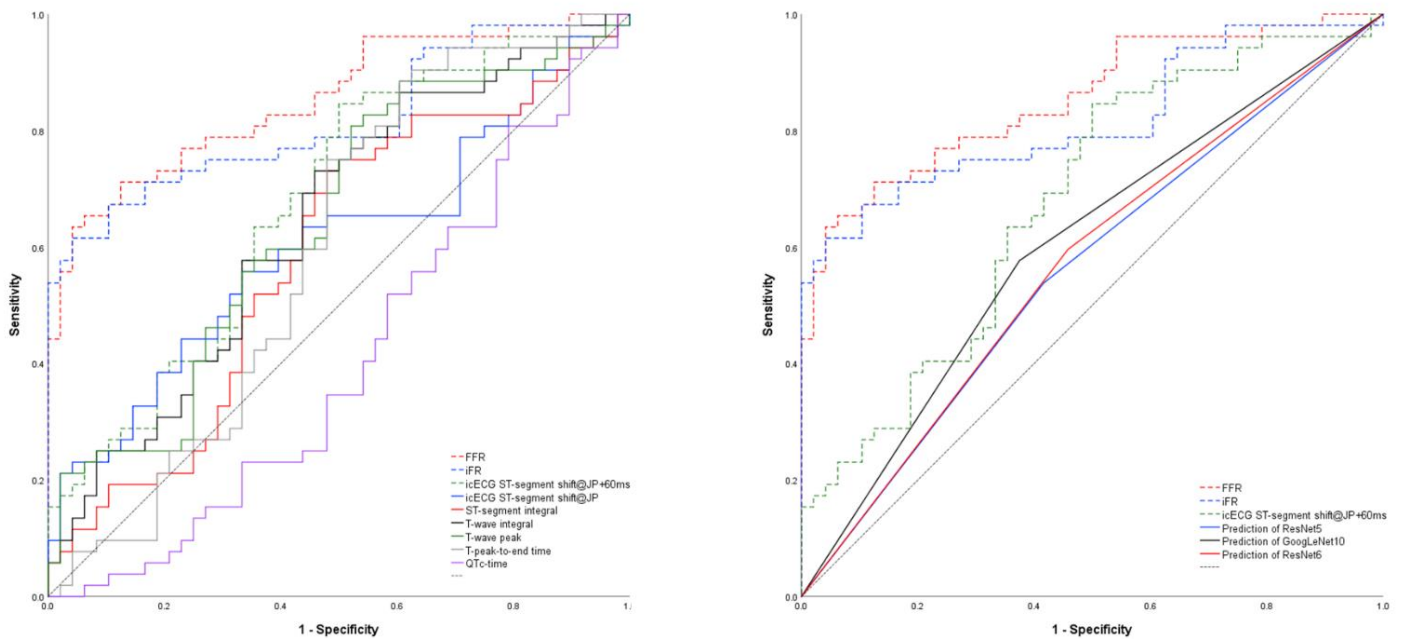 1.0
0.8
0.6
0.4
0.2
0.0
Sensitivity
0.0
0.2
0.4
0.6
0.8
1.0
1 - Specificity
FFR
iFR
icECG ST-segment shift@JP+60ms
icECG ST-segment shift@JP
ST-segment integral
T-wave integral
T-wave peak
T-peak-to-end time
QTc-time
1.0
0.8
0.6
0.4
0.2
0.0
Sensitivity
0.0
0.2
0.4
0.6
0.8
1.0
1 - Specificity
FFR
iFR
icECG ST-segment shift@JP+60ms
Prediction of ResNet5
Prediction of GoogLeNet10
Prediction of ResNet6